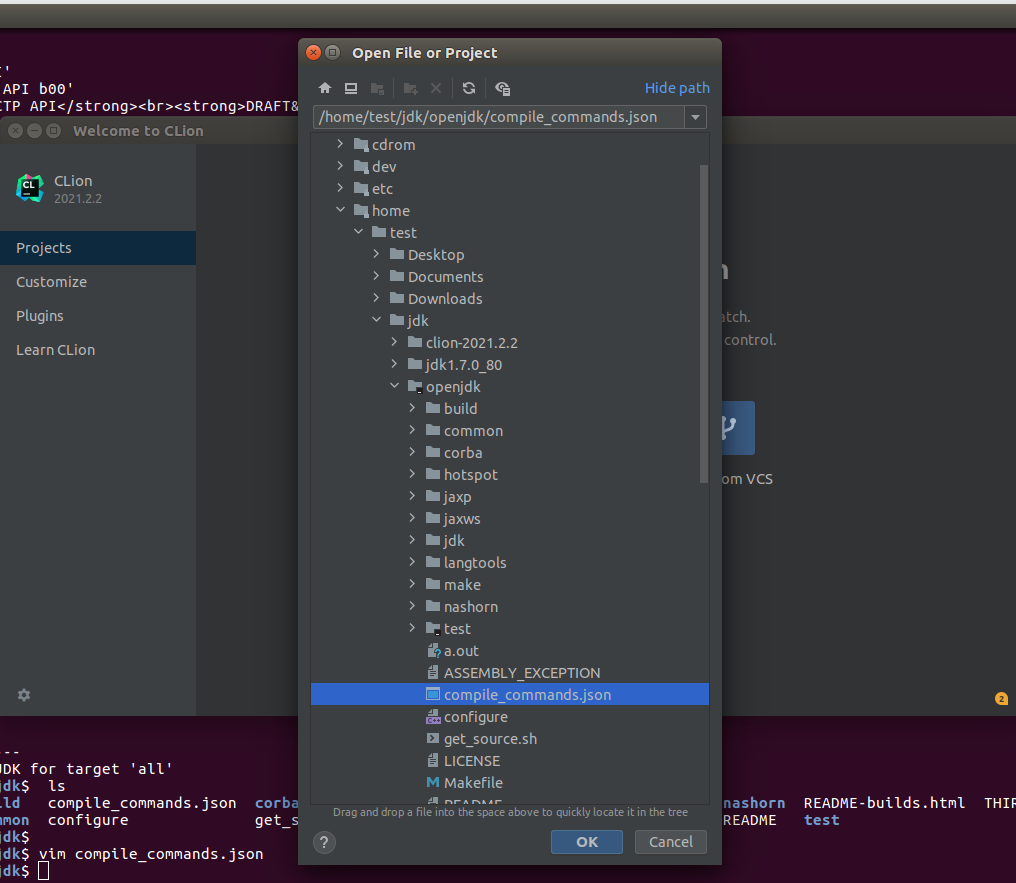 I'
API b00'
CTP API</strong><br><strong>DRAFT&
Welcome to CLion
CLion
2021.2.2
Projects
Customize
Plugins
Learn CLion
Open File or Project
Hide path
/home/test/jdk/openjdk/compile_commands.json
cdrom
dev
etc
home
test
Desktop
Documents
Downloads
jdk
clion-2021.2.2
jdk1.7.0_80
openjdk
build
common
corba
hotspot
jaxp
jaxws
jdk
langtools
make
nashorn
test
a.out
ASSEMBLY_EXCEPTION
compile_commands.json
configure
get_source.sh
LICENSE
Makefile
README
Drag and drop a file into the space above to quickly locate it in the tree
?
OK
Cancel
n
atch.
control.
om VCS
2
---
JDK for target 'all'
jdk$ ls
ild compile_commands.json corba nashorn README-builds.html THIR
mmon configure get_s README test
jdk$
jdk$ vim compile_commands.json
jdk$